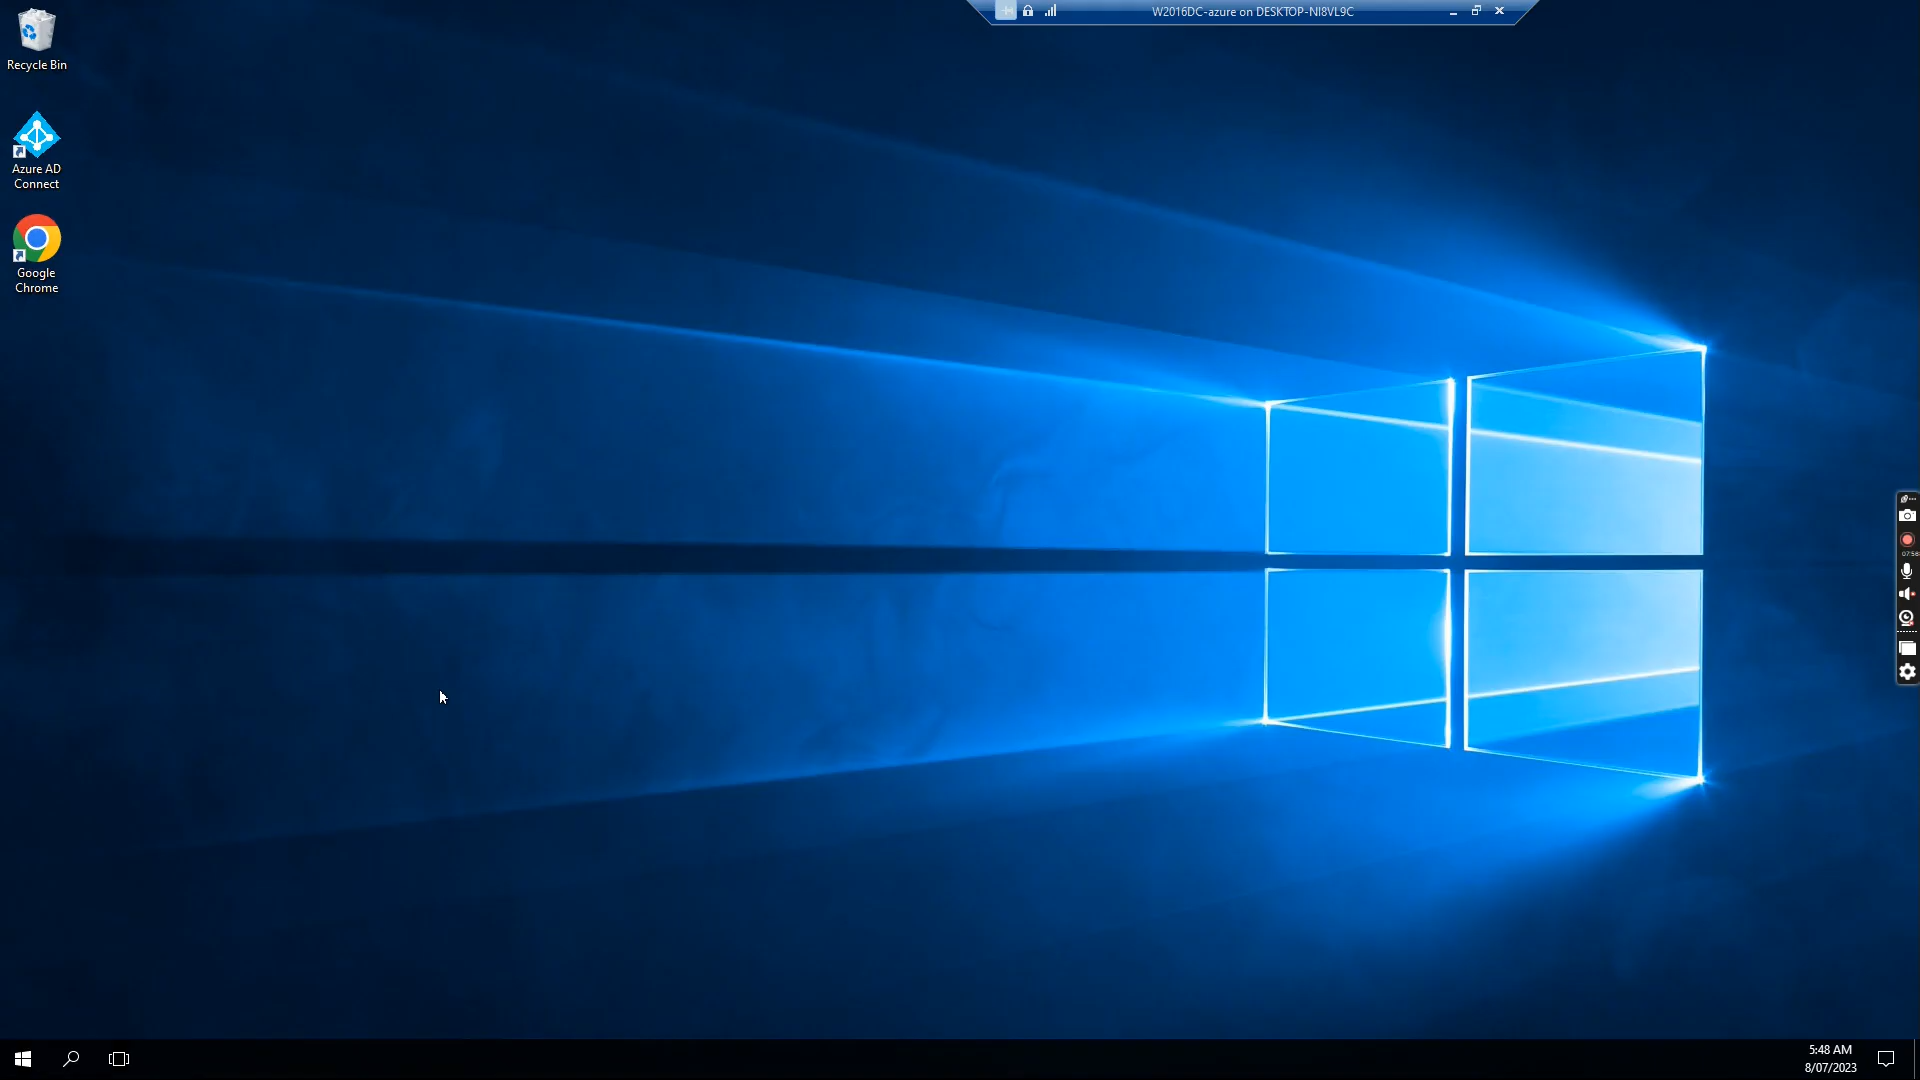 W2016DC-azure on DESKTOP-NI8VL9C
Recycle Bin
Azure AD
Connect
Google
Chrome
5:48 AM
8/07/2023